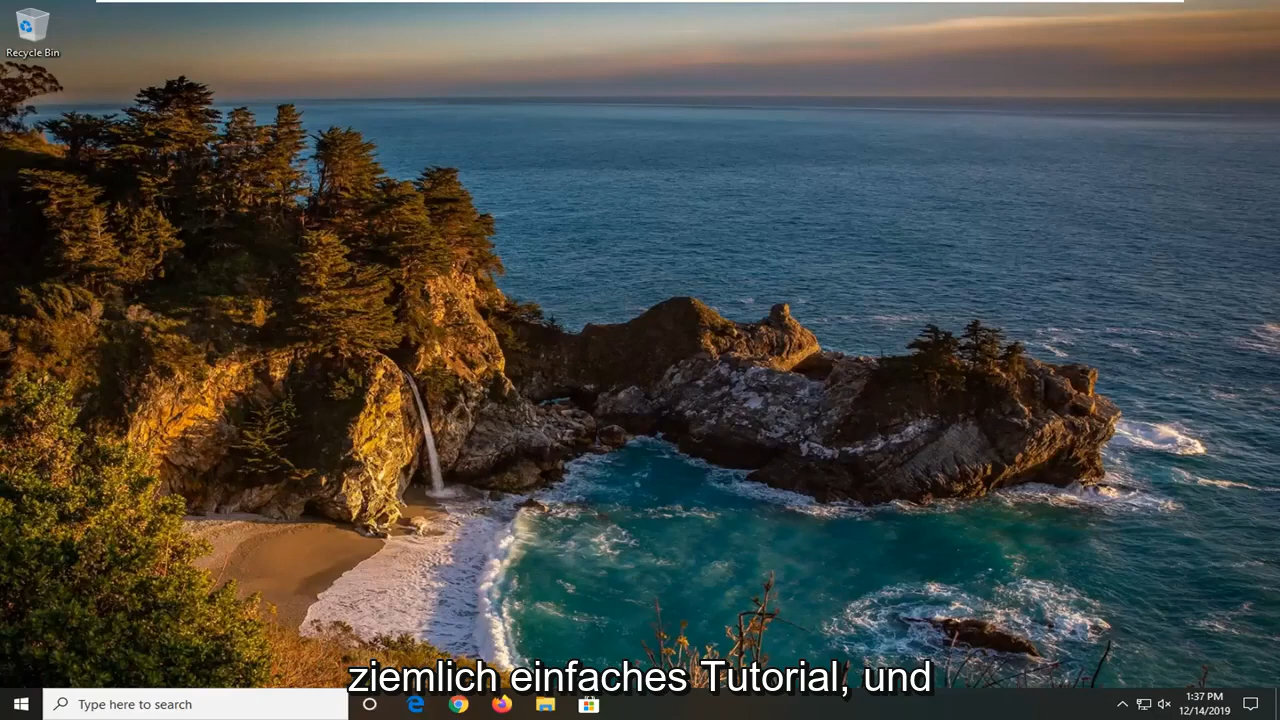 Recycle Bin
ziemlich einfaches Tutorial, und
Type here to search
1:37 PM
12/14/2019